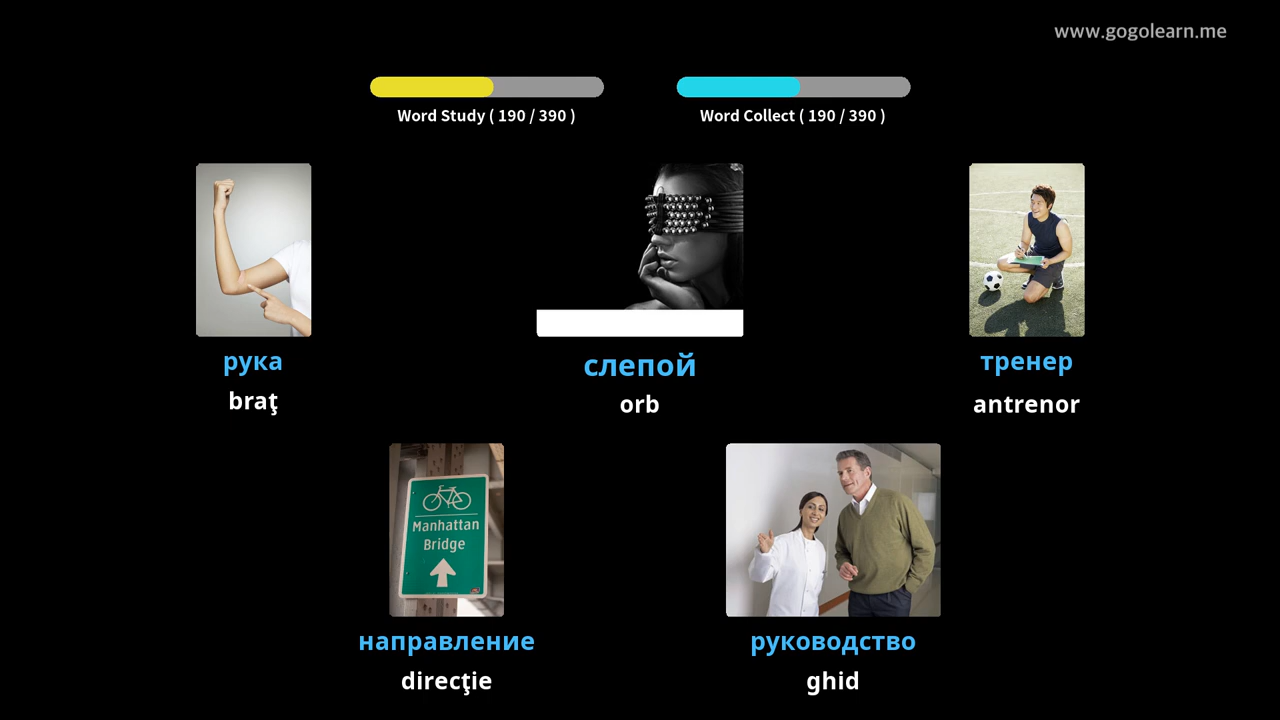 www.gogolearn.me
Word Study ( 190 / 390 )
Word Collect ( 190 / 390 )
рука
braţ
слепой
orb
тренер
antrenor
Manhattan
Bridge
направление
direcţie
руководство
ghid